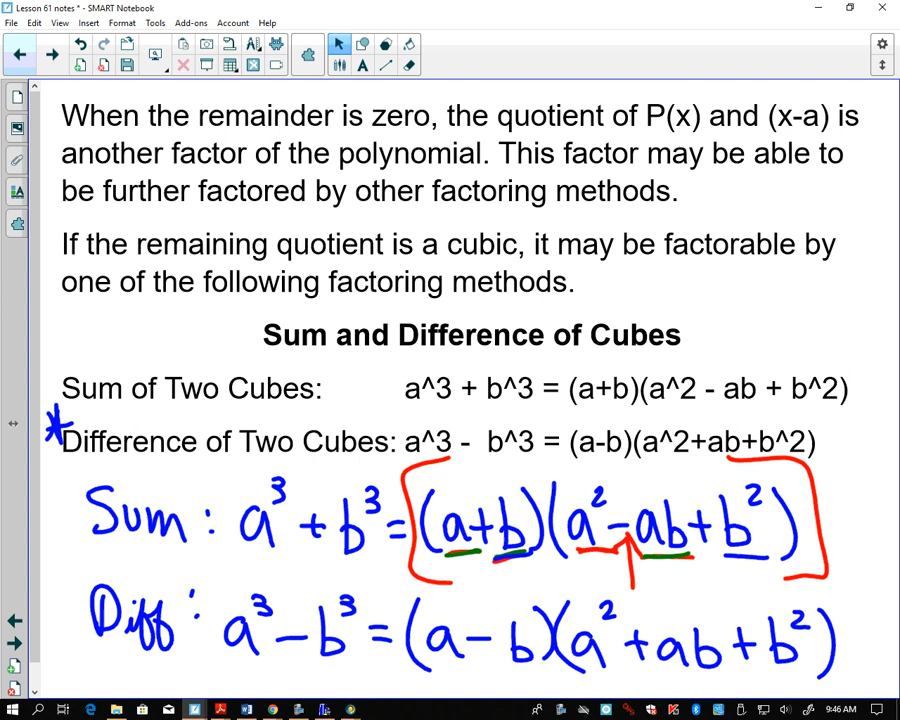 Lesson 61 notes * - SMART Notebook
File Edit View Insert Format Tools Add-ons Account Help
When the remainder is zero, the quotient of P(x) and (x-a) is
another factor of the polynomial. This factor may be able to
be further factored by other factoring methods.
If the remaining quotient is a cubic, it may be factorable by
one of the following factoring methods.
Sum and Difference of Cubes
Sum of Two Cubes: a^3 + b^3 = (a+b)(a^2 - ab + b^2)
*Difference of Two Cubes: a^3 - b^3 = (a-b)(a^2+ab+b^2)
Sum: a³ + b³ = (a+b)(a² - ab + b²)
Diff: a³ - b³ = (a - b)(a² + ab + b²)
9:46 AM